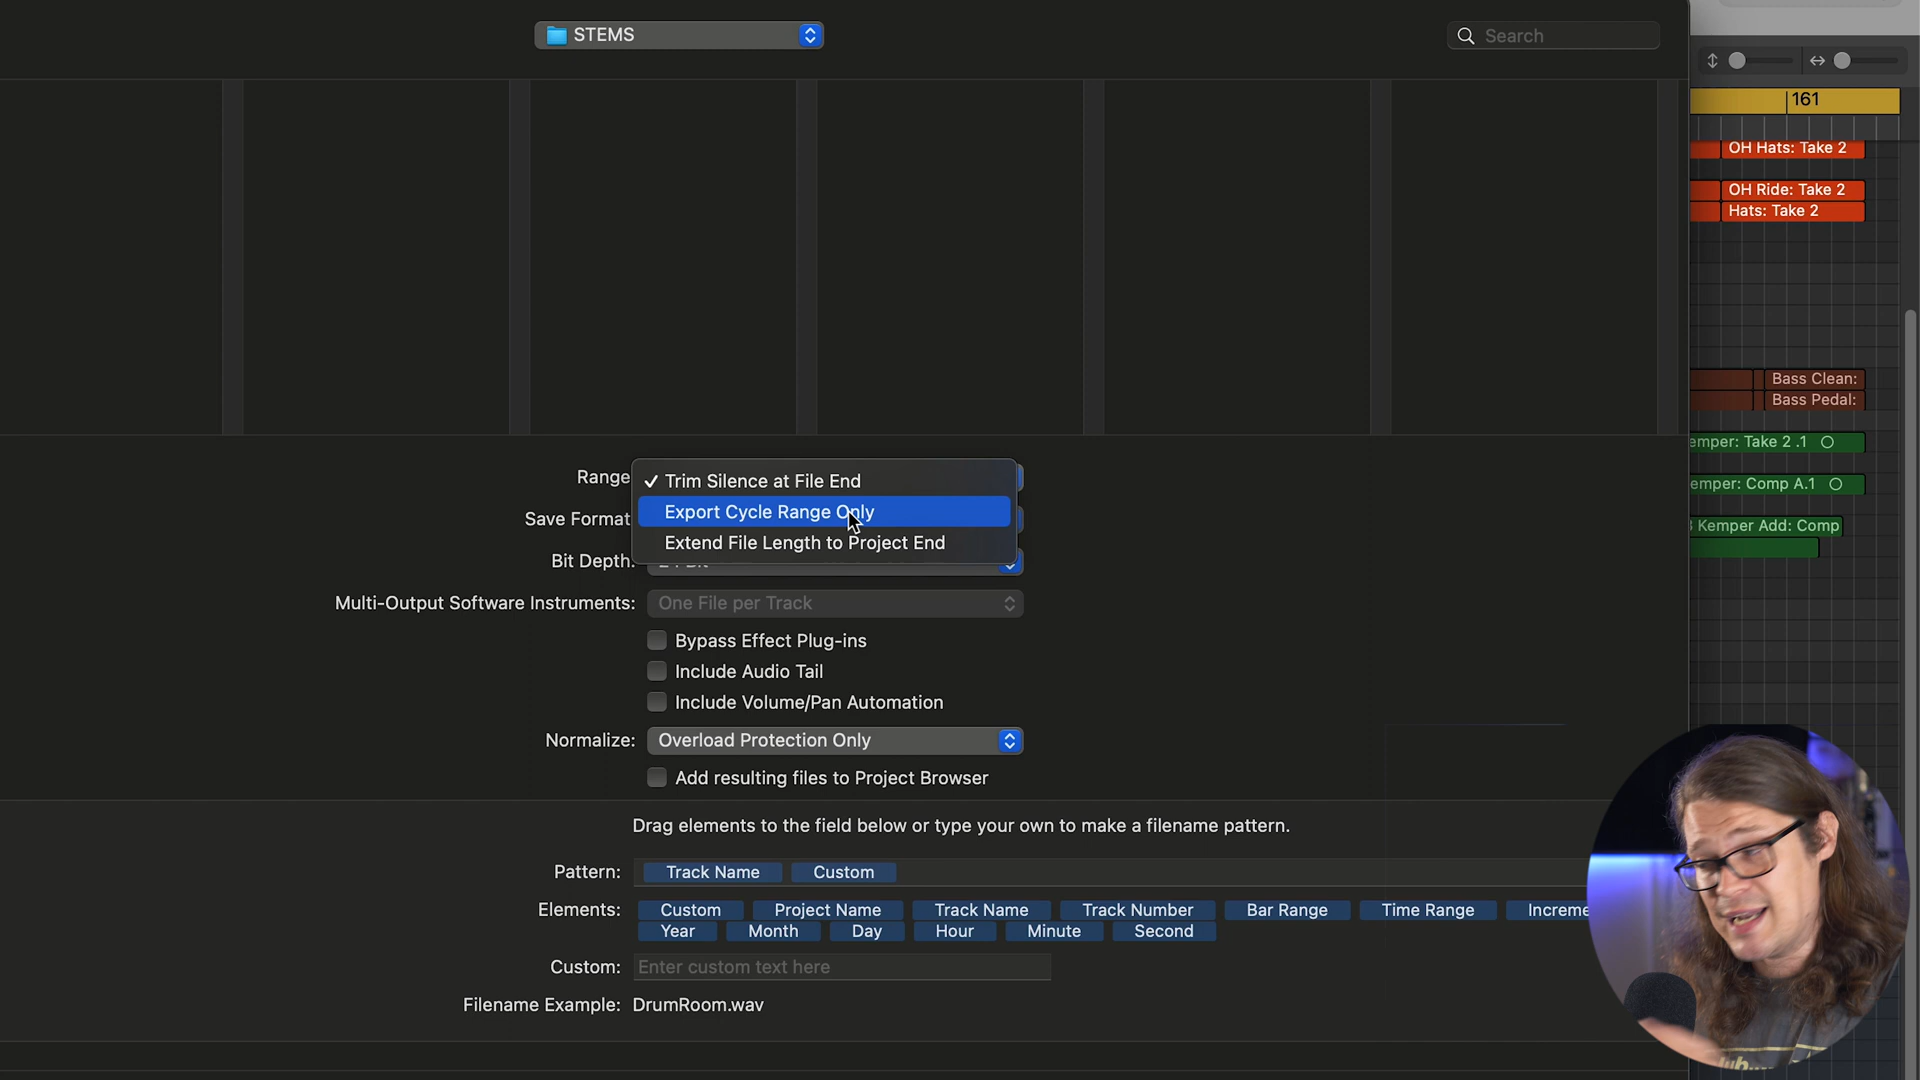 STEMS
Search
161
OH Hats: Take 2
OH Ride: Take 2
Hats: Take 2
Bass Clean:
Bass Pedal:
emper: Take 2 .1
emper: Comp A.1
Kemper Add: Comp
Range
✓ Trim Silence at File End
Export Cycle Range Only
Extend File Length to Project End
Save Format
Bit Depth:
Multi-Output Software Instruments: One File per Track
Bypass Effect Plug-ins
Include Audio Tail
Include Volume/Pan Automation
Normalize: Overload Protection Only
Add resulting files to Project Browser
Drag elements to the field below or type your own to make a filename pattern.
Pattern: Track Name Custom
Elements: Custom Project Name Track Name Track Number Bar Range Time Range Increme
Year Month Day Hour Minute Second
Custom: Enter custom text here
Filename Example: DrumRoom.wav